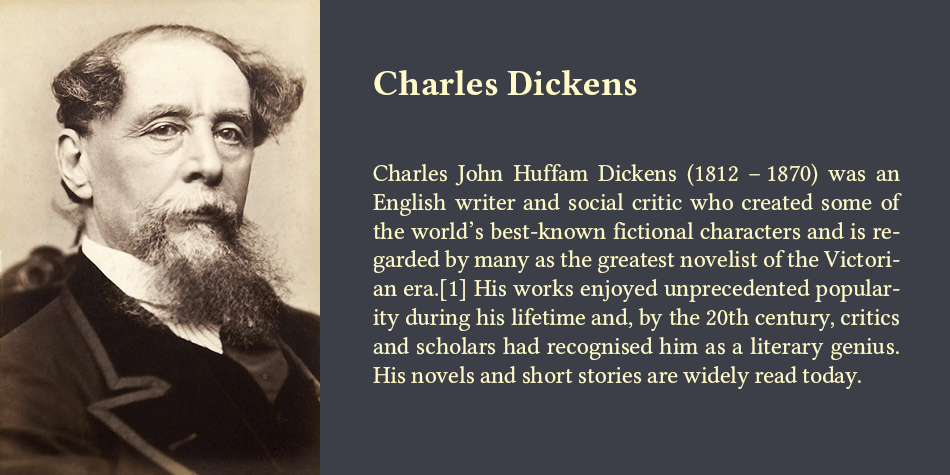 Charles Dickens
Charles John Huffam Dickens (1812 – 1870) was an
English writer and social critic who created some of
the world’s best-known fictional characters and is re-
garded by many as the greatest novelist of the Victori-
an era.[1] His works enjoyed unprecedented popular-
ity during his lifetime and, by the 20th century, critics
and scholars had recognised him as a literary genius.
His novels and short stories are widely read today.